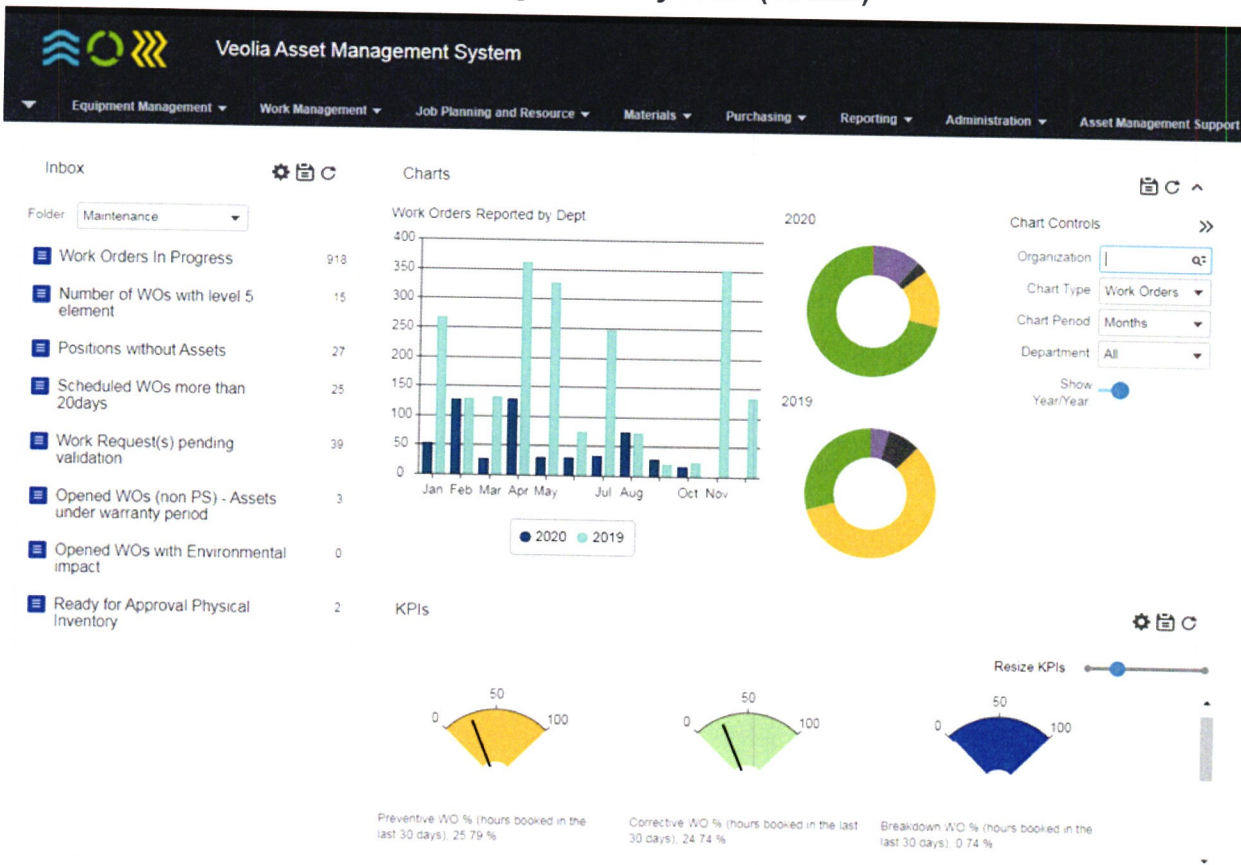 Veolia Asset Management System
Equipment Management
Work Management
Job Planning and Resource
Materials
Purchasing
Reporting
Administration
Asset Management Support
Inbox
Folder
Maintenance
Work Orders In Progress 918
Number of WOs with level 5
element
15
Positions without Assets 27
Scheduled WOs more than
20days
25
Work Request(s) pending
validation
39
Opened WOs (non PS) - Assets
under warranty period
3
Opened WOs with Environmental
impact
0
Ready for Approval Physical
Inventory
2
Charts
Work Orders Reported by Dept
400
350
300
250
200
150
100
50
0
Jan Feb Mar Apr May Jul Aug Oct Nov
2020 2019
2020
2019
Chart Controls
Organization
Chart Type Work Orders
Chart Period Months
Department All
Show
Year/Year
KPIs
Resize KPIs
0 50 100
Preventive WO % (hours booked in the
last 30 days), 25.79 %
0 50 100
Corrective WO % (hours booked in the last
30 days), 24.74 %
0 50 100
Breakdown WO % (hours booked in the
last 30 days), 0.74 %